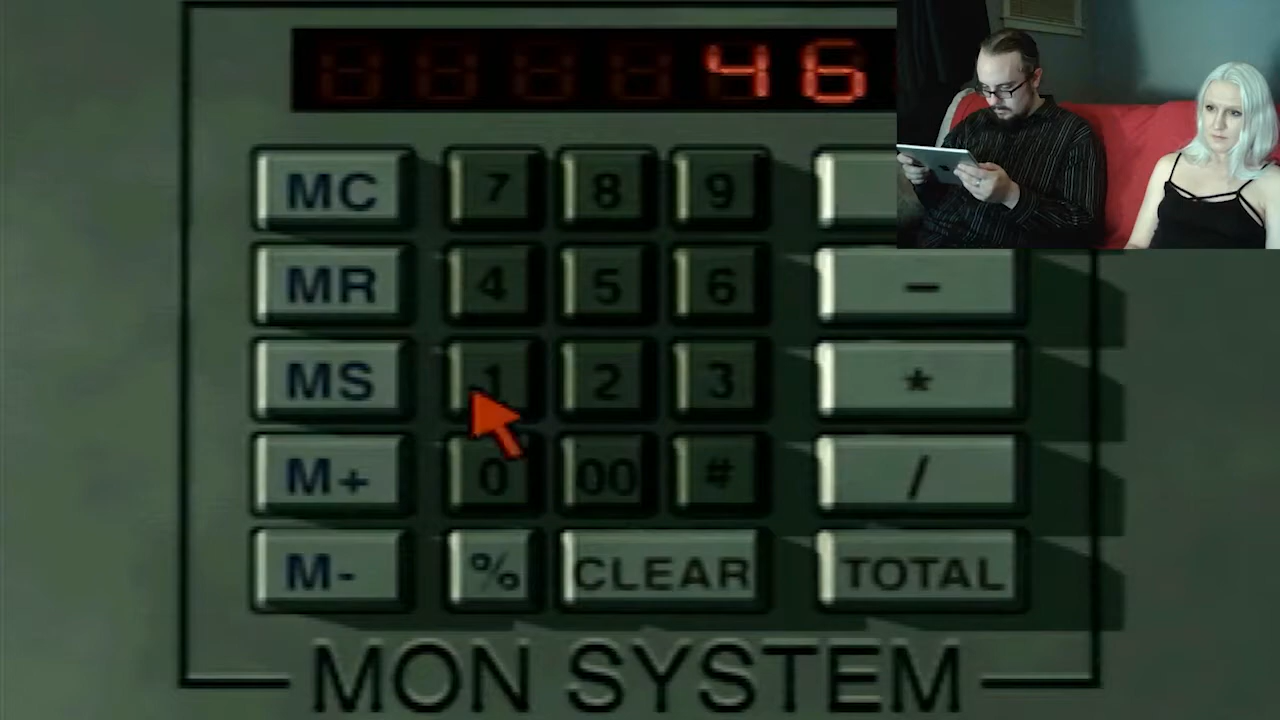 46
MC 7 8 9
MR 4 5 6 -
MS 1 2 3 *
M+ 0 00 # /
M- % CLEAR TOTAL
MON SYSTEM